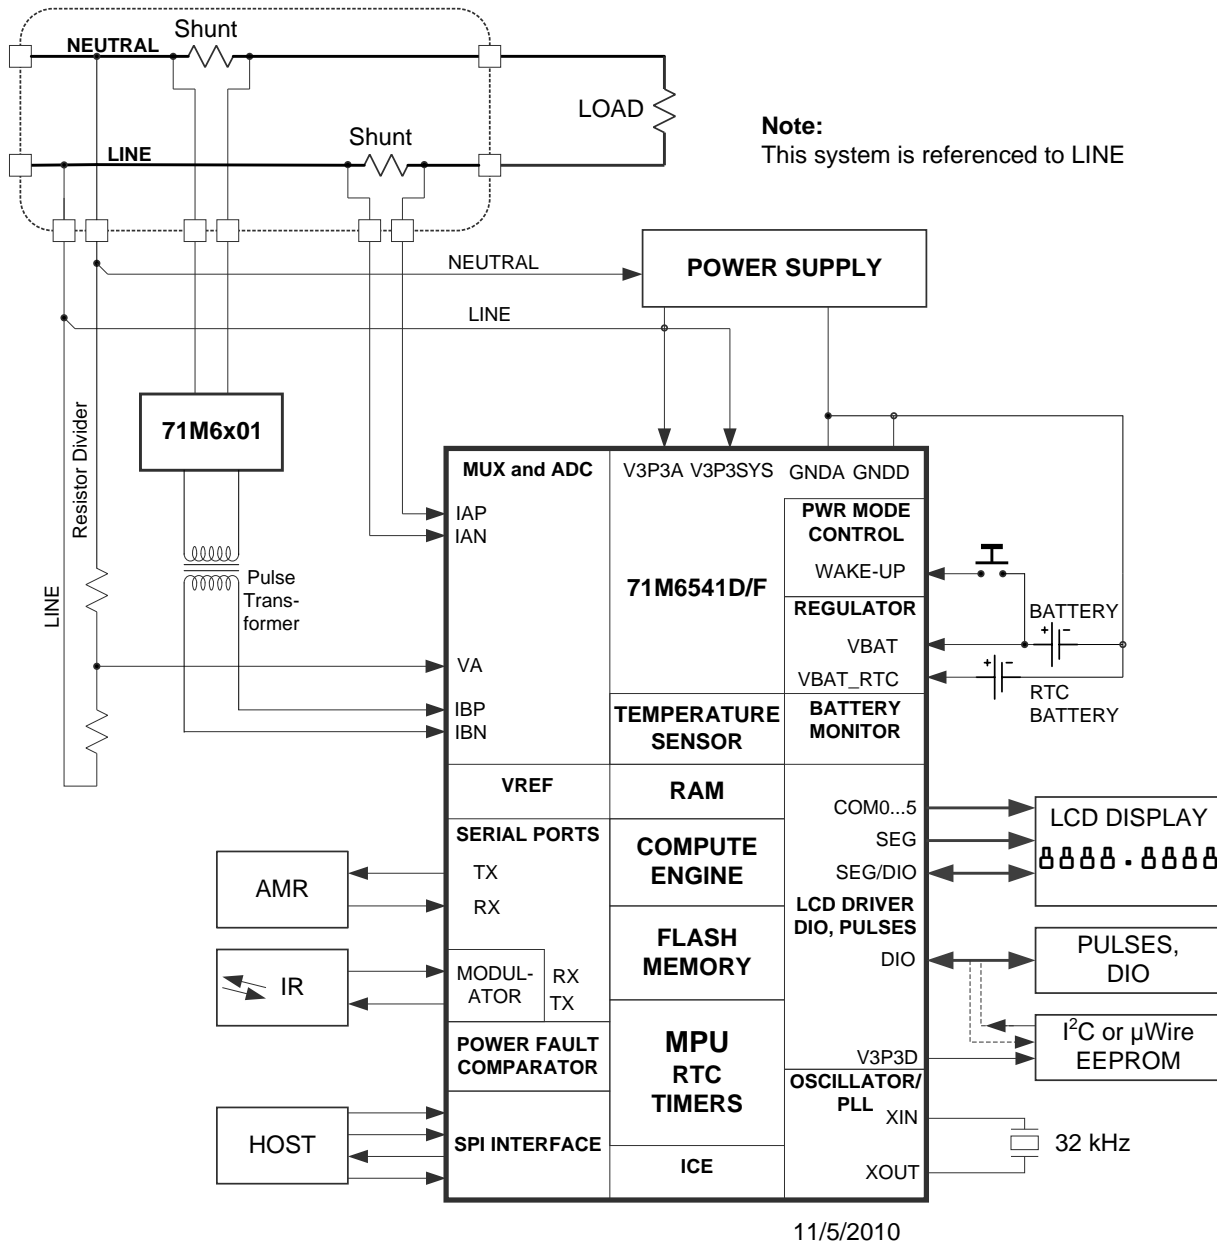 Shunt
NEUTRAL
LOAD
Note:
This system is referenced to LINE
Shunt
LINE
NEUTRAL
POWER SUPPLY
LINE
Resistor Divider
71M6x01
LINE
Pulse
Trans-
former
MUX and ADC
V3P3A V3P3SYS
GNDA GNDD
IAP
IAN
PWR MODE
CONTROL
71M6541D/F
WAKE-UP
REGULATOR
BATTERY
+ -
VBAT
VA
VBAT_RTC
+ -
RTC
BATTERY
IBP
IBN
TEMPERATURE
SENSOR
BATTERY
MONITOR
VREF
RAM
COM0...5
SEG
SEG/DIO
LCD DISPLAY
8888.8888
SERIAL PORTS
TX
RX
AMR
COMPUTE
ENGINE
LCD DRIVER
DIO, PULSES
FLASH
MEMORY
DIO
PULSES,
DIO
IR
MODUL-
ATOR
RX
TX
I²C or µWire
EEPROM
V3P3D
POWER FAULT
COMPARATOR
MPU
RTC
TIMERS
OSCILLATOR/
PLL
XIN
32 kHz
XOUT
HOST
SPI INTERFACE
ICE
11/5/2010